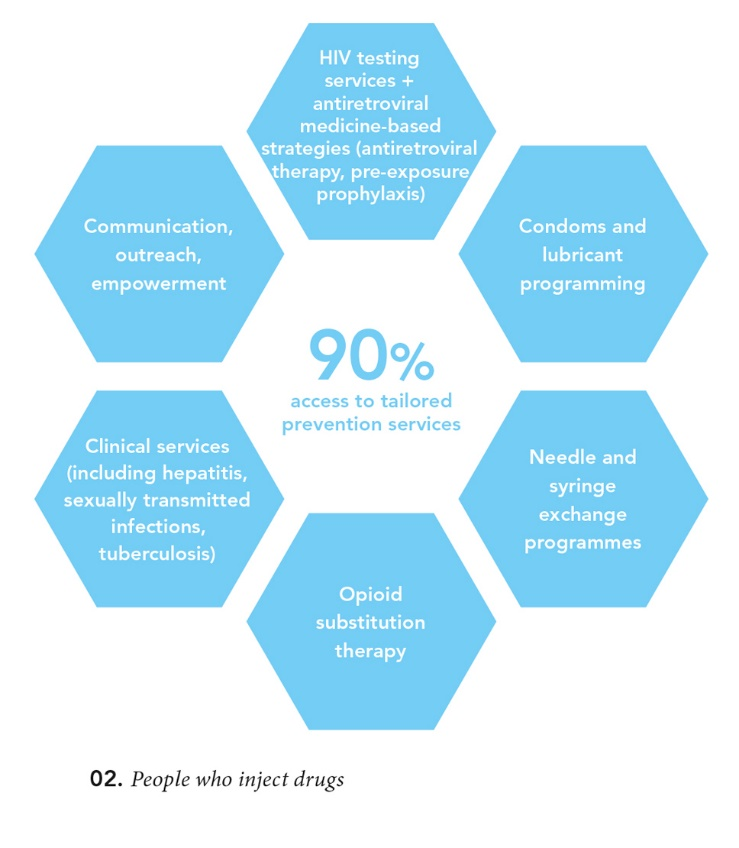 HIV testing
services +
antiretroviral
medicine-based
strategies (antiretroviral
therapy, pre-exposure
prophylaxis)
Communication,
outreach,
empowerment
Condoms and
lubricant
programming
90%
access to tailored
prevention services
Clinical services
(including hepatitis,
sexually transmitted
infections,
tuberculosis)
Needle and
syringe
exchange
programmes
Opioid
substitution
therapy
02. People who inject drugs